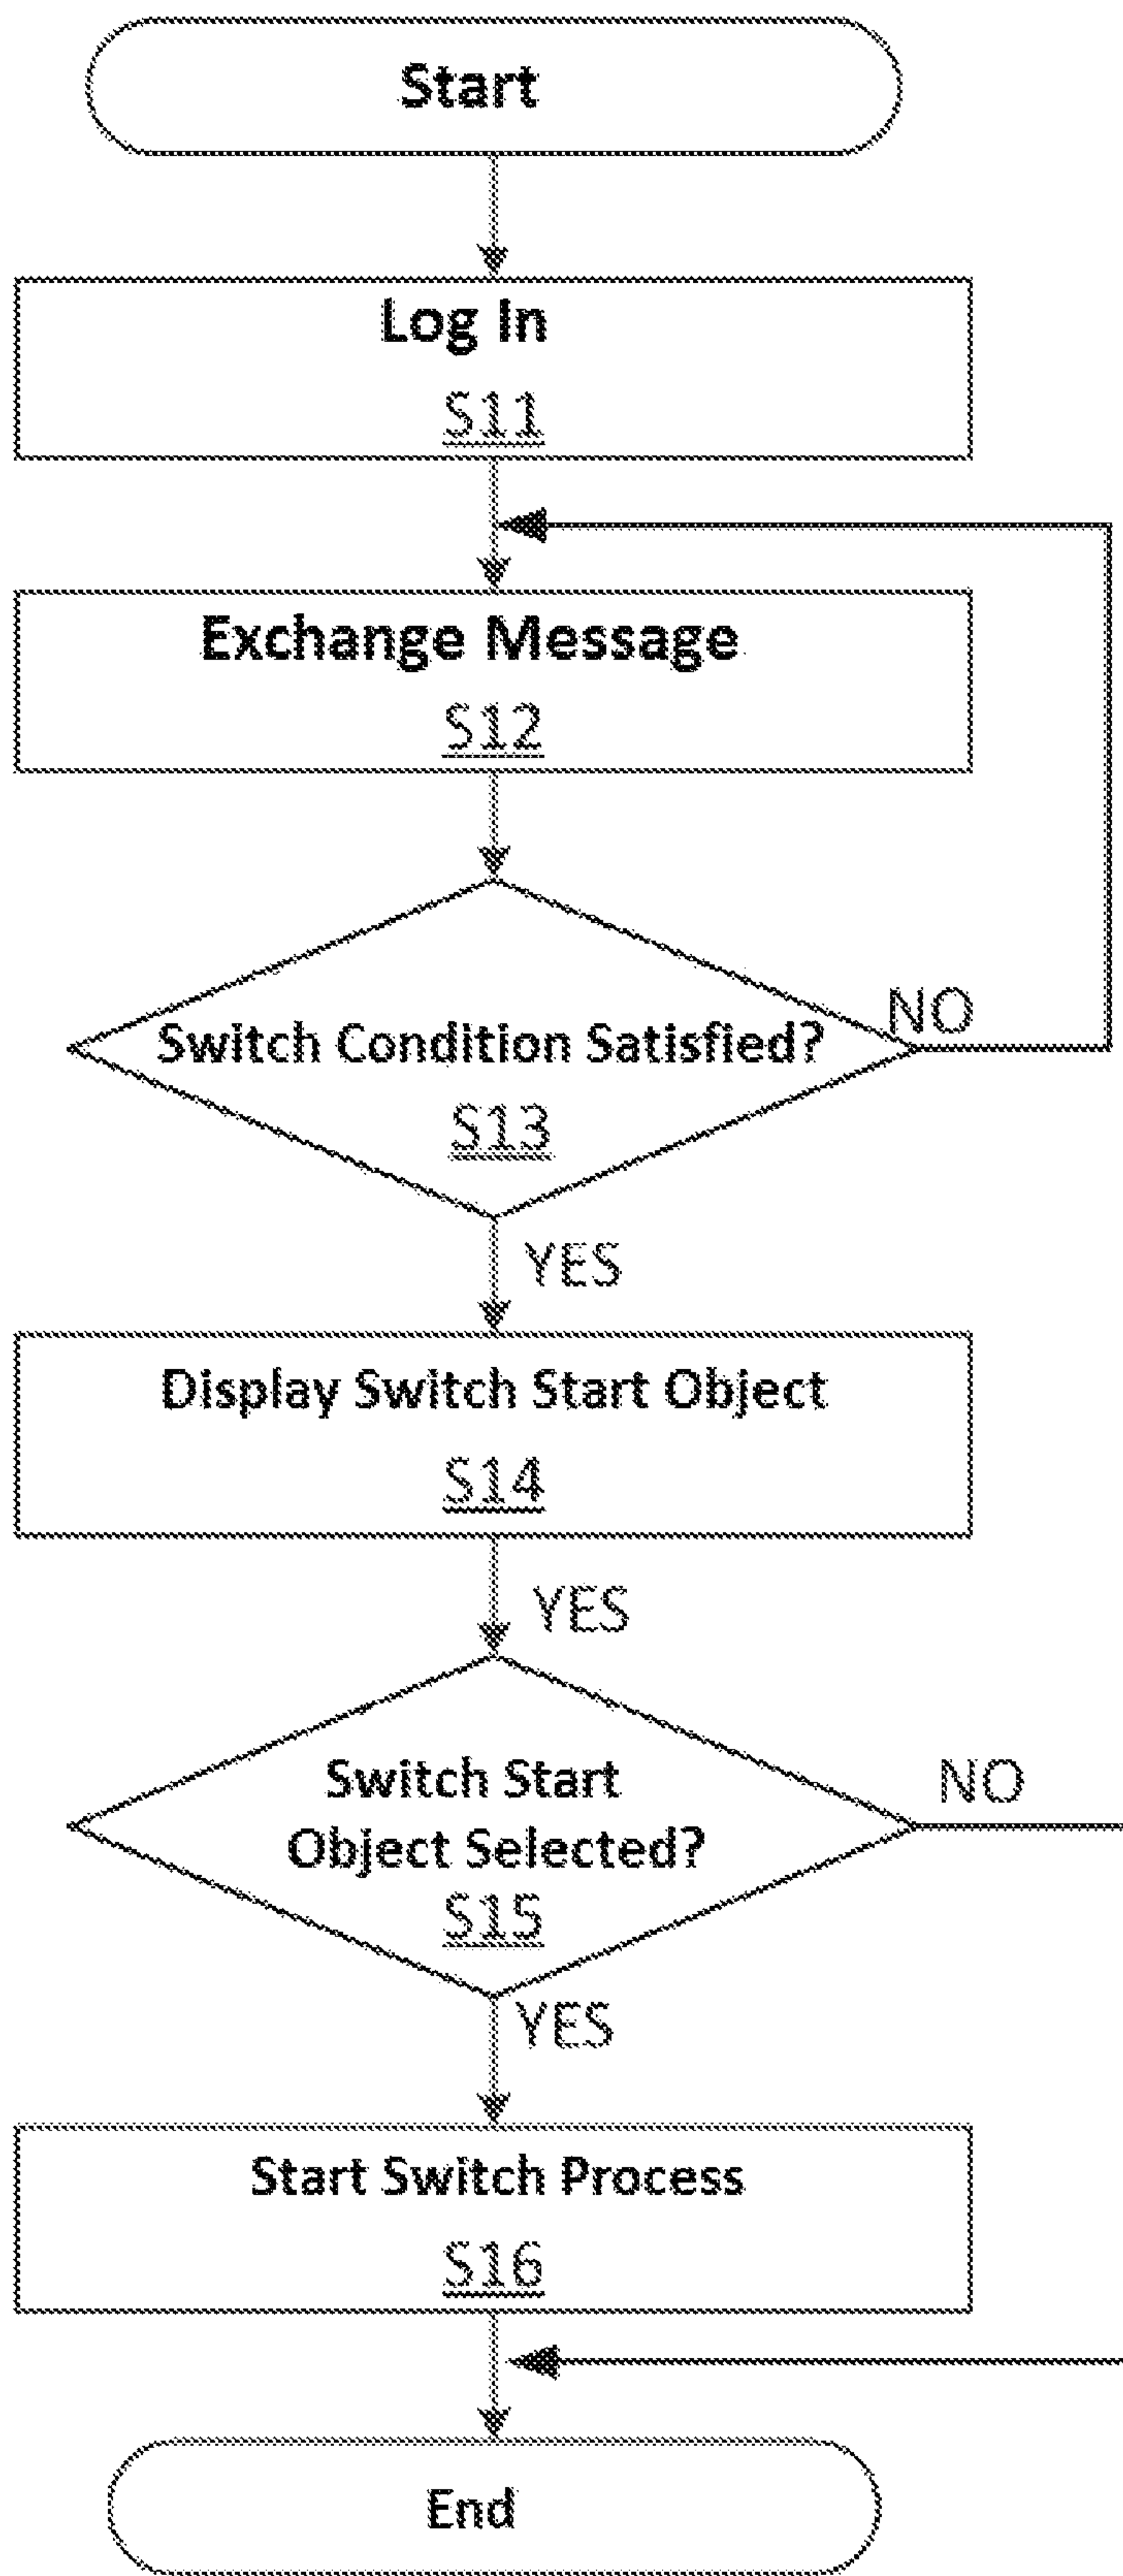 Start
Log In
S11
Exchange Message
S12
Switch Condition Satisfied?
NO
S13
YES
Display Switch Start Object
S14
YES
Switch Start
NO
Object Selected?
S15
YES
Start Switch Process
S16
End